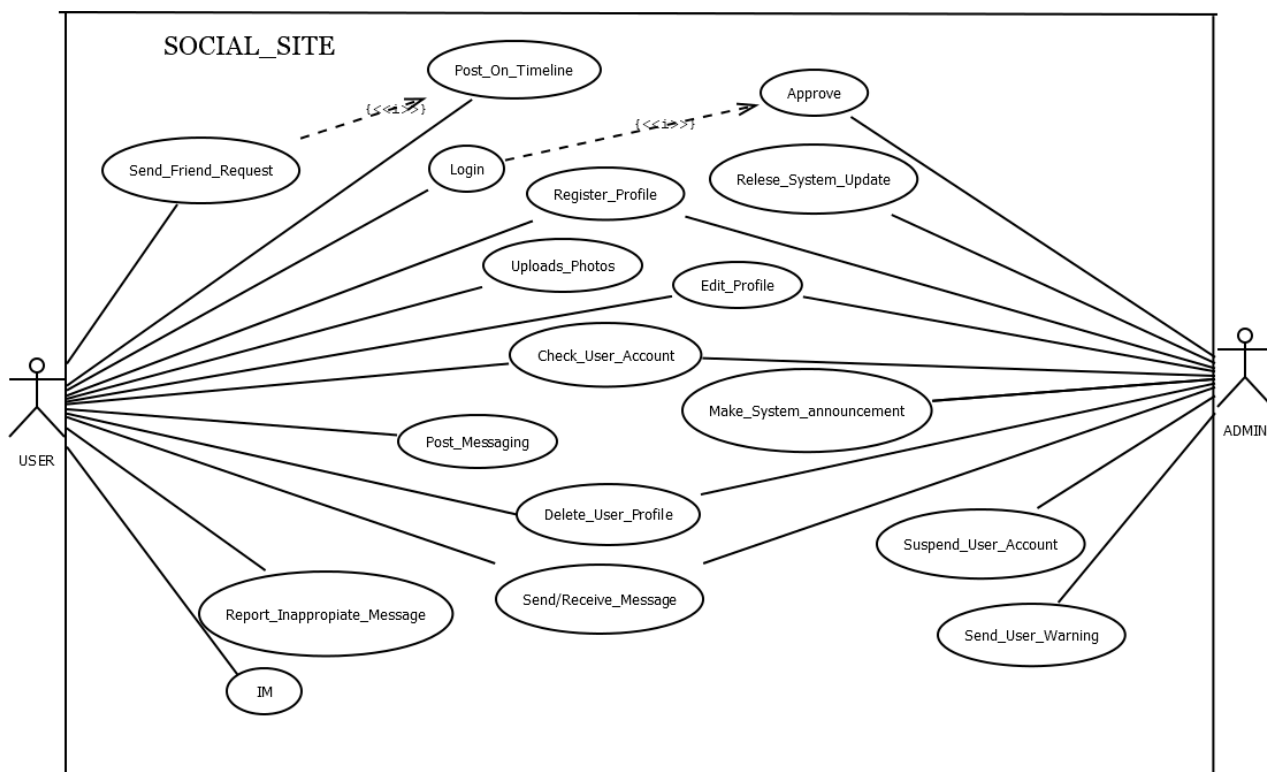 SOCIAL_SITE
Post_On_Timeline
Approve
{<<i>>}
{<<i>>}
Send_Friend_Request
Login
Register_Profile
Relese_System_Update
Uploads_Photos
Edit_Profile
Check_User_Account
Make_System_announcement
USER
ADMIN
Post_Messaging
Delete_User_Profile
Suspend_User_Account
Report_Inappropiate_Message
Send/Receive_Message
Send_User_Warning
IM